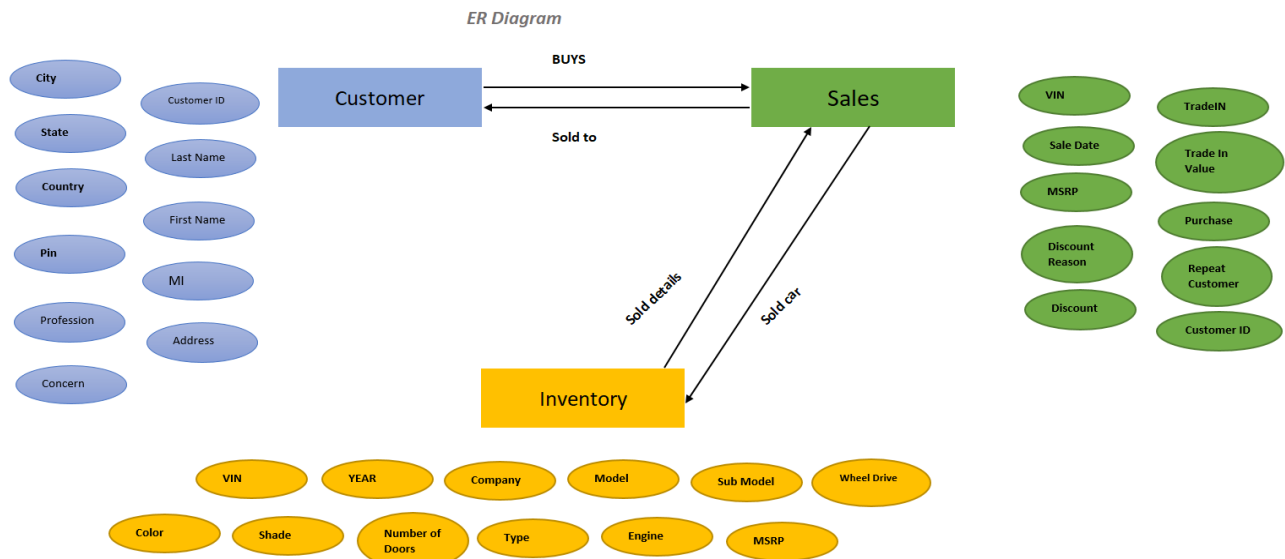 ER Diagram
BUYS
Customer
Sales
Sold to
City
Customer ID
State
Last Name
Country
First Name
Pin
MI
Profession
Address
Concern
VIN
TradeIN
Sale Date
Trade In
Value
MSRP
Purchase
Discount
Reason
Repeat
Customer
Discount
Customer ID
Sold details
Sold car
Inventory
VIN
YEAR
Company
Model
Sub Model
Wheel Drive
Color
Shade
Number of
Doors
Type
Engine
MSRP